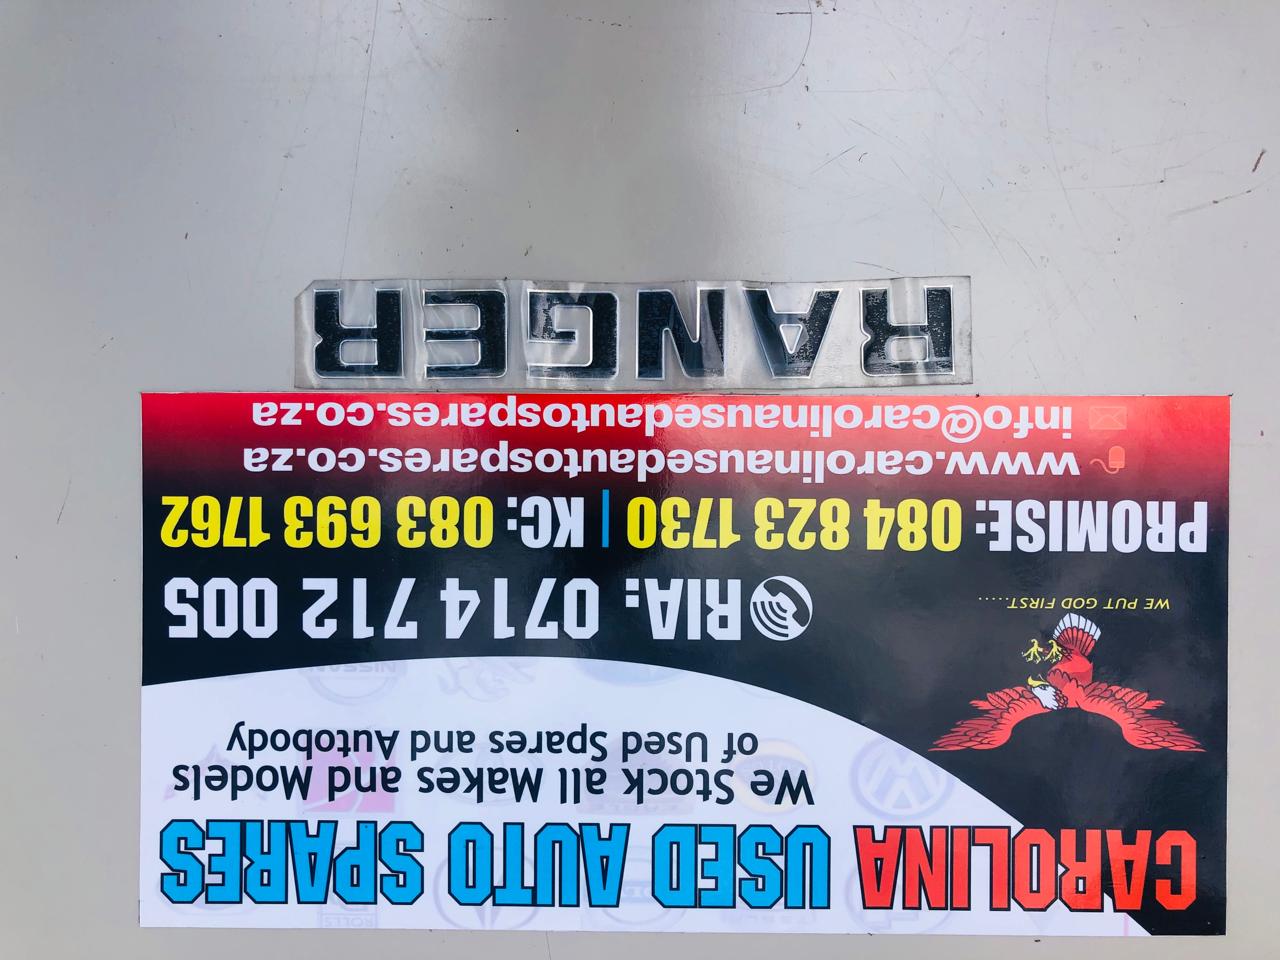 CAROLINA USED AUTO SPARES
We Stock all Makes and Models
of Used Spares and Autobody
WE PUT GOD FIRST......
RIA: 0714 712 005
PROMISE: 084 823 1730 | KC: 083 693 1762
www.carolinausedautospares.co.za
info@carolinausedautospares.co.za
RANGER